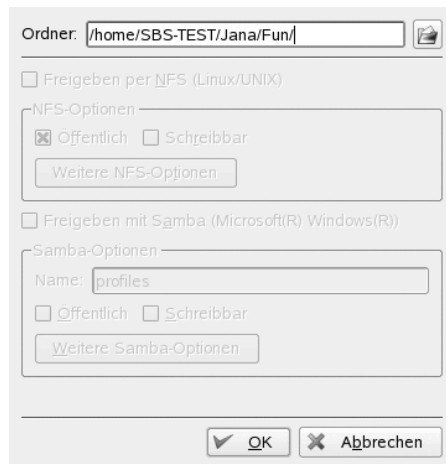 Ordner: /home/SBS-TEST/Jana/Fun/
Freigeben per NFS (Linux/UNIX)
NFS-Optionen
Öffentlich Schreibbar
Weitere NFS-Optionen
Freigeben mit Samba (Microsoft(R) Windows(R))
Samba-Optionen
Name: profiles
Öffentlich Schreibbar
Weitere Samba-Optionen
OK Abbrechen